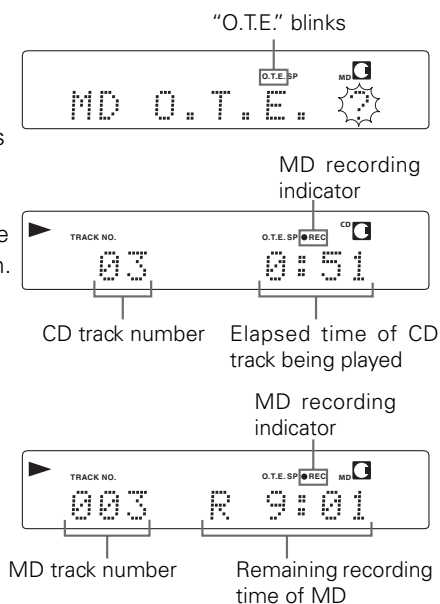 “O.T.E.” blinks
O.T.E. SP MD
MD O.T.E. ?
s
MD recording
indicator
e
n.
CD
TRACK NO. O.T.E. SP ●REC
03 0:51
CD track number Elapsed time of CD
track being played
MD recording
indicator
TRACK NO. O.T.E. SP ●REC MD
003 R 9:01
MD track number Remaining recording
time of MD